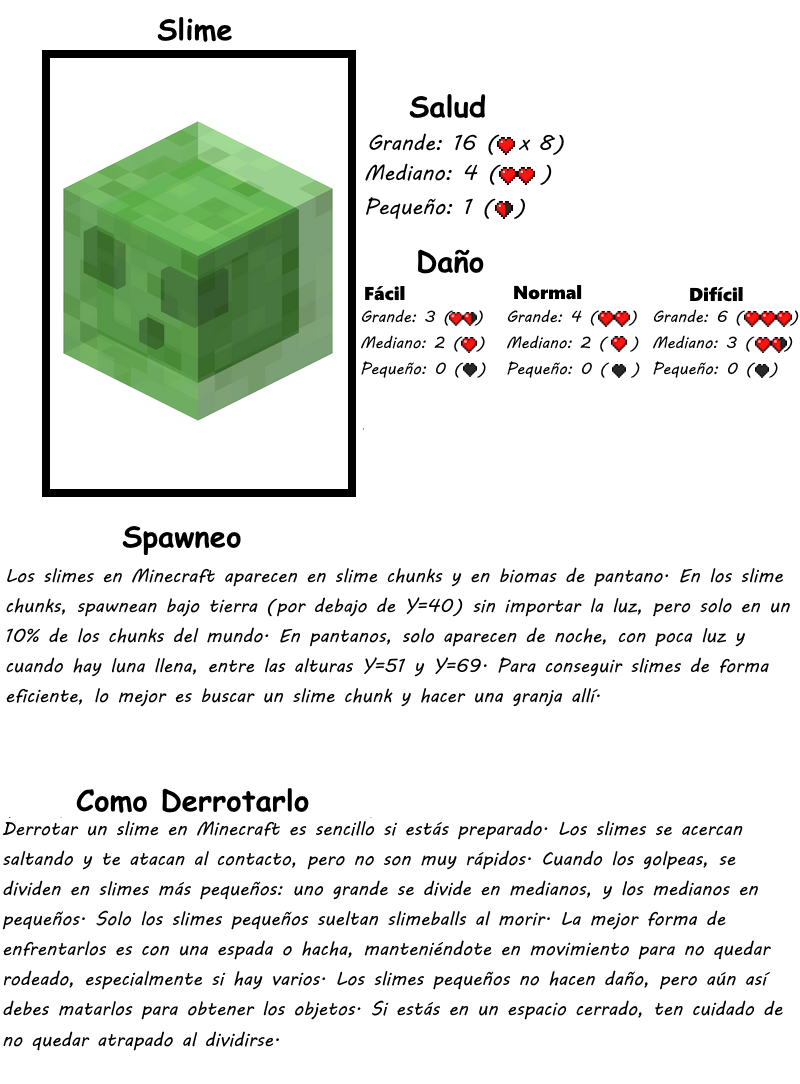 Slime
Salud
Grande: 16 (x 8)
Mediano: 4 ( )
Pequeño: 1 ( )
Daño
Fácil Normal Difícil
Grande: 3 ( ) Grande: 4 ( ) Grande: 6 ( )
Mediano: 2 ( ) Mediano: 2 ( ) Mediano: 3 ( )
Pequeño: 0 ( ) Pequeño: 0 ( ) Pequeño: 0 ( )
Spawneo
Los slimes en Minecraft aparecen en slime chunks y en biomas de pantano. En los slime
chunks, spawnean bajo tierra (por debajo de Y=40) sin importar la luz, pero solo en un
10% de los chunks del mundo. En pantanos, solo aparecen de noche, con poca luz y
cuando hay luna llena, entre las alturas Y=51 y Y=69. Para conseguir slimes de forma
eficiente, lo mejor es buscar un slime chunk y hacer una granja allí.
Como Derrotarlo
Derrotar un slime en Minecraft es sencillo si estás preparado. Los slimes se acercan
saltando y te atacan al contacto, pero no son muy rápidos. Cuando los golpeas, se
dividen en slimes más pequeños: uno grande se divide en medianos, y los medianos en
pequeños. Solo los slimes pequeños sueltan slimeballs al morir. La mejor forma de
enfrentarlos es con una espada o hacha, manteniéndote en movimiento para no quedar
rodeado, especialmente si hay varios. Los slimes pequeños no hacen daño, pero aún así
debes matarlos para obtener los objetos. Si estás en un espacio cerrado, ten cuidado de
no quedar atrapado al dividirse.